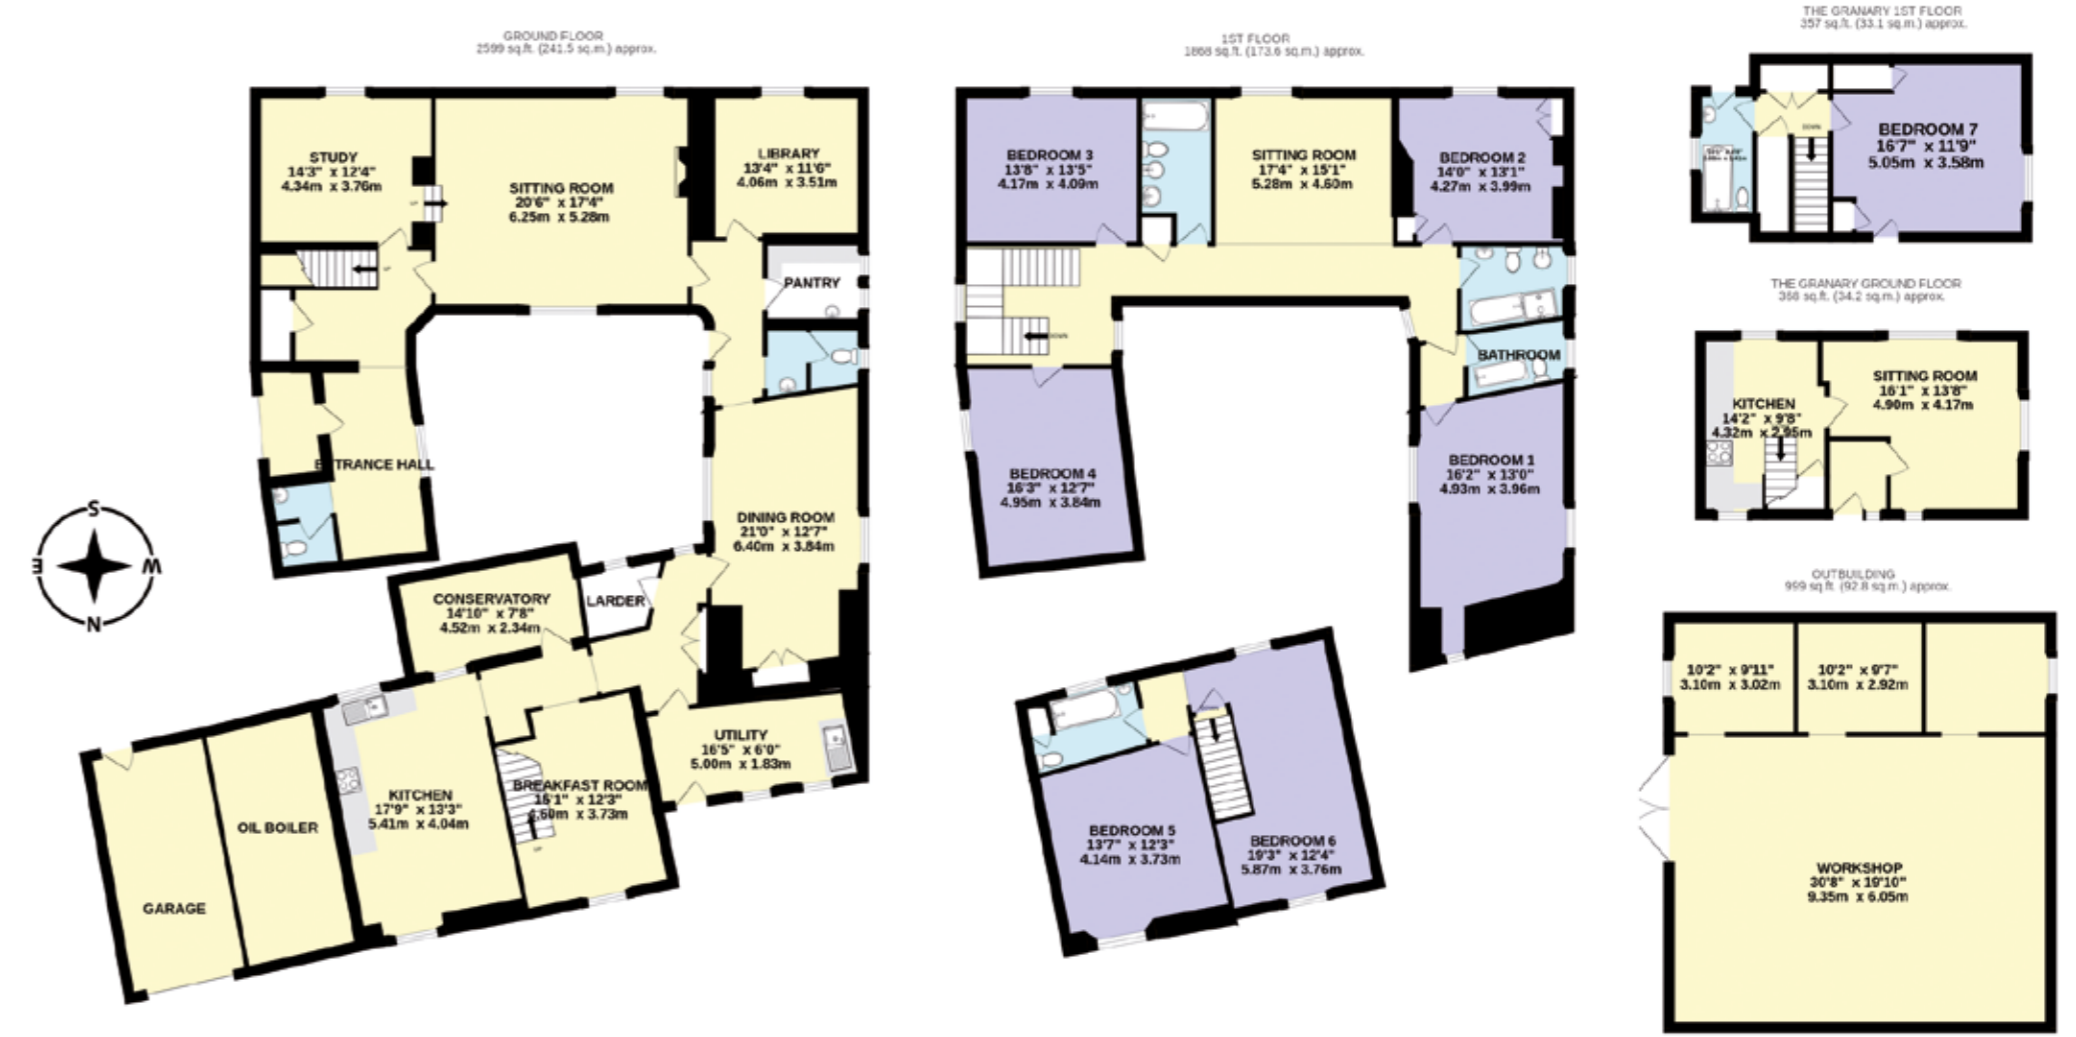 GROUND FLOOR
2599 sq.ft. (241.5 sq.m.) approx.
STUDY
14'3" x 12'4"
4.34m x 3.76m
UP
SITTING ROOM
20'6" x 17'4"
6.25m x 5.28m
LIBRARY
13'4" x 11'6"
4.06m x 3.51m
UP
PANTRY
ENTRANCE HALL
DINING ROOM
21'0" x 12'7"
6.40m x 3.84m
CONSERVATORY
14'10" x 7'8"
4.52m x 2.34m
LARDER
UTILITY
16'5" x 6'0"
5.00m x 1.83m
BREAKFAST ROOM
15'1" x 12'3"
4.60m x 3.73m
UP
KITCHEN
17'9" x 13'3"
5.41m x 4.04m
OIL BOILER
GARAGE
S
E
W
N
1ST FLOOR
1868 sq.ft. (173.6 sq.m.) approx.
BEDROOM 3
13'8" x 13'5"
4.17m x 4.09m
SITTING ROOM
17'4" x 15'1"
5.28m x 4.60m
BEDROOM 2
14'0" x 13'1"
4.27m x 3.99m
DOWN
BATHROOM
BEDROOM 4
16'3" x 12'7"
4.95m x 3.84m
BEDROOM 1
16'2" x 13'0"
4.93m x 3.96m
BEDROOM 5
13'7" x 12'3"
4.14m x 3.73m
BEDROOM 6
19'3" x 12'4"
5.87m x 3.76m
THE GRANARY 1ST FLOOR
357 sq.ft. (33.1 sq.m.) approx.
DOWN
BEDROOM 7
16'7" x 11'9"
5.05m x 3.58m
THE GRANARY GROUND FLOOR
368 sq.ft. (34.2 sq.m.) approx.
KITCHEN
14'2" x 9'8"
4.32m x 2.95m
SITTING ROOM
16'1" x 13'8"
4.90m x 4.17m
OUTBUILDING
999 sq.ft. (92.8 sq.m.) approx.
10'2" x 9'11"
3.10m x 3.02m
10'2" x 9'7"
3.10m x 2.92m
WORKSHOP
30'8" x 19'10"
9.35m x 6.05m